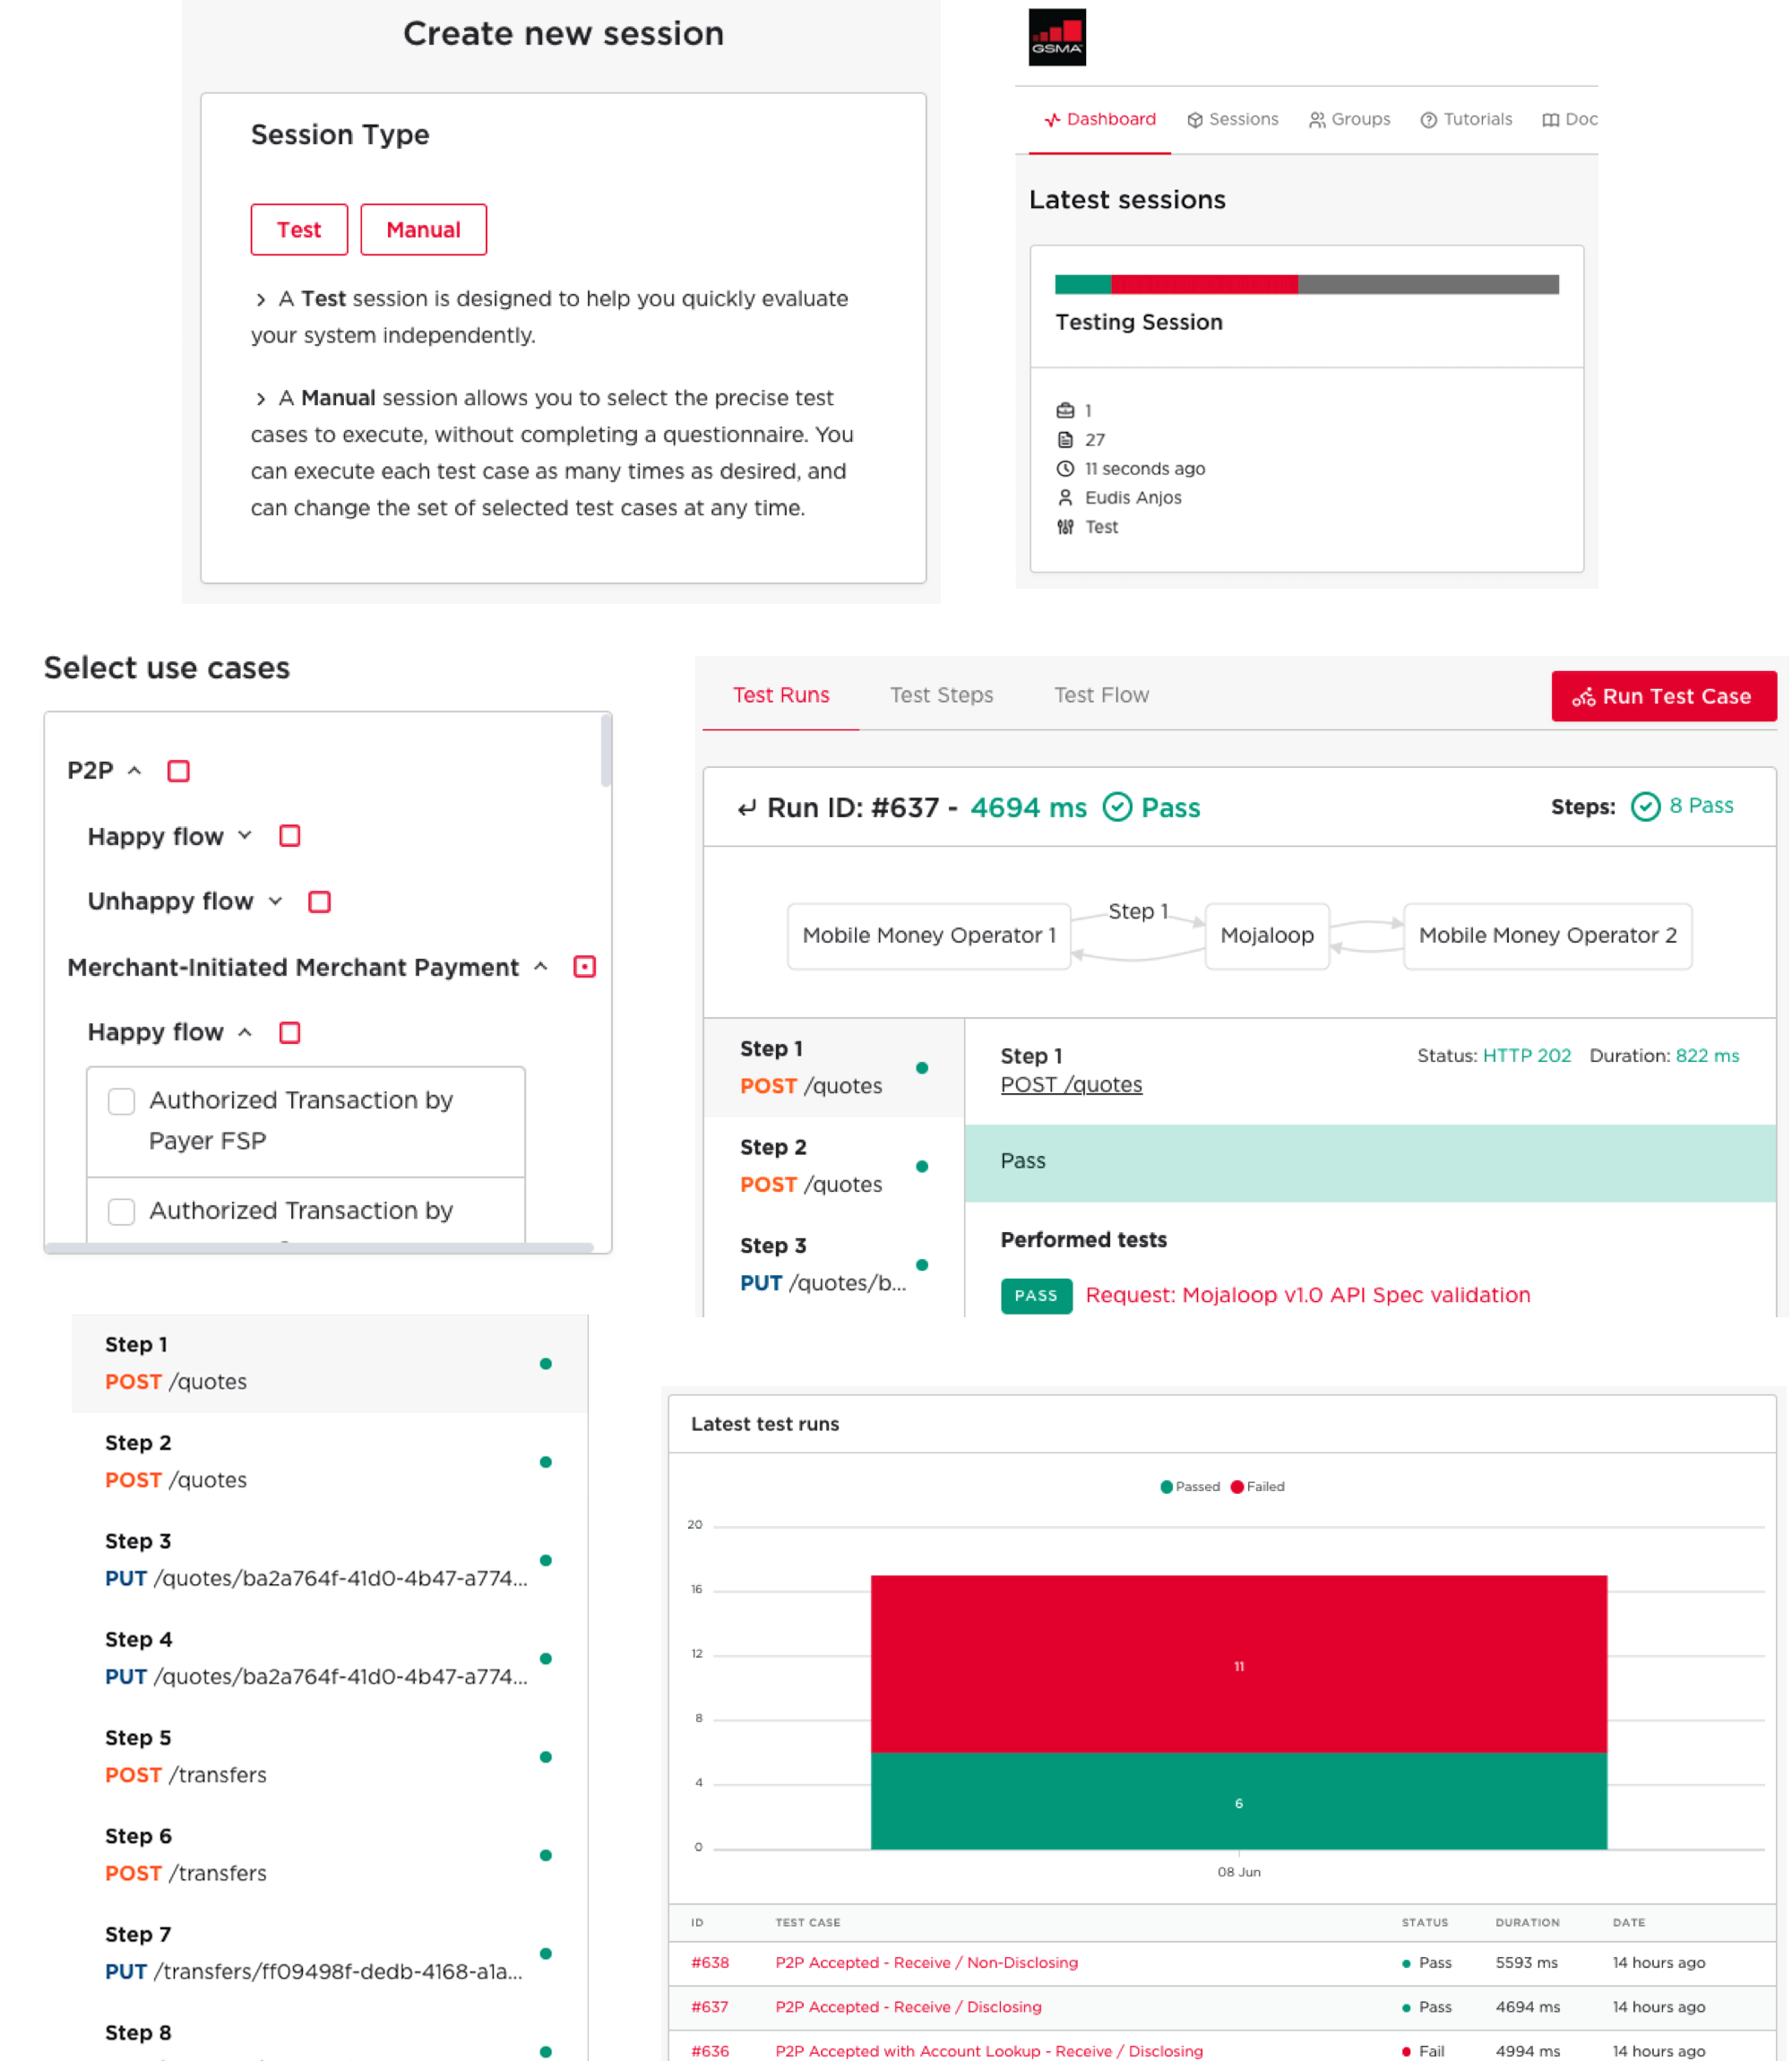 Create new session
Session Type
Test
Manual
> A Test session is designed to help you quickly evaluate
your system independently.
> A Manual session allows you to select the precise test
cases to execute, without completing a questionnaire. You
can execute each test case as many times as desired, and
can change the set of selected test cases at any time.
GSMA
Dashboard
Sessions
Groups
Tutorials
Doc
Latest sessions
Testing Session
1
27
11 seconds ago
Eudis Anjos
Test
Select use cases
P2P
Happy flow
Unhappy flow
Merchant-Initiated Merchant Payment
Happy flow
Authorized Transaction by
Payer FSP
Authorized Transaction by
Test Runs
Test Steps
Test Flow
Run Test Case
Run ID: #637 - 4694 ms Pass
Steps: 8 Pass
Mobile Money Operator 1
Step 1
Mojaloop
Mobile Money Operator 2
Step 1
POST /quotes
Step 2
POST /quotes
Step 3
PUT /quotes/b...
Step 1
POST /quotes
Status: HTTP 202 Duration: 822 ms
Pass
Performed tests
PASS Request: Mojaloop v1.0 API Spec validation
Step 1
POST /quotes
Step 2
POST /quotes
Step 3
PUT /quotes/ba2a764f-41d0-4b47-a774...
Step 4
PUT /quotes/ba2a764f-41d0-4b47-a774...
Step 5
POST /transfers
Step 6
POST /transfers
Step 7
PUT /transfers/ff09498f-dedb-4168-a1a...
Step 8
Latest test runs
Passed Failed
20
16
12
8
4
0
11
6
08 Jun
ID TEST CASE STATUS DURATION DATE
#638 P2P Accepted - Receive / Non-Disclosing Pass 5593 ms 14 hours ago
#637 P2P Accepted - Receive / Disclosing Pass 4694 ms 14 hours ago
#636 P2P Accepted with Account Lookup - Receive / Disclosing Fail 4994 ms 14 hours ago